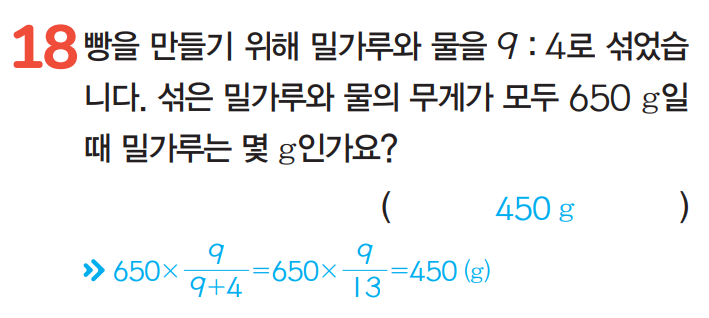 18 빵을 만들기 위해 밀가루와 물을 9 : 4로 섞었습
니다. 섞은 밀가루와 물의 무게가 모두 650 g일
때 밀가루는 몇 g인가요?
( 450 g )
» 650×9/(9+4)=650×9/13=450 (g)